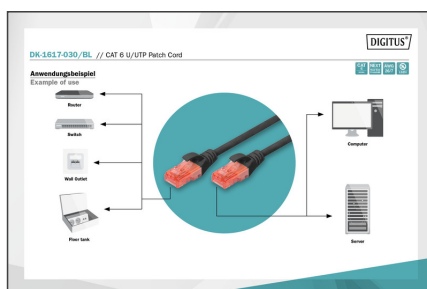 DIGITUS®
DK-1617-030/BL // CAT 6 U/UTP Patch Cord
Anwendungsbeispiel
Example of use
Router
Switch
Wall Outlet
Floor tank
Computer
Server